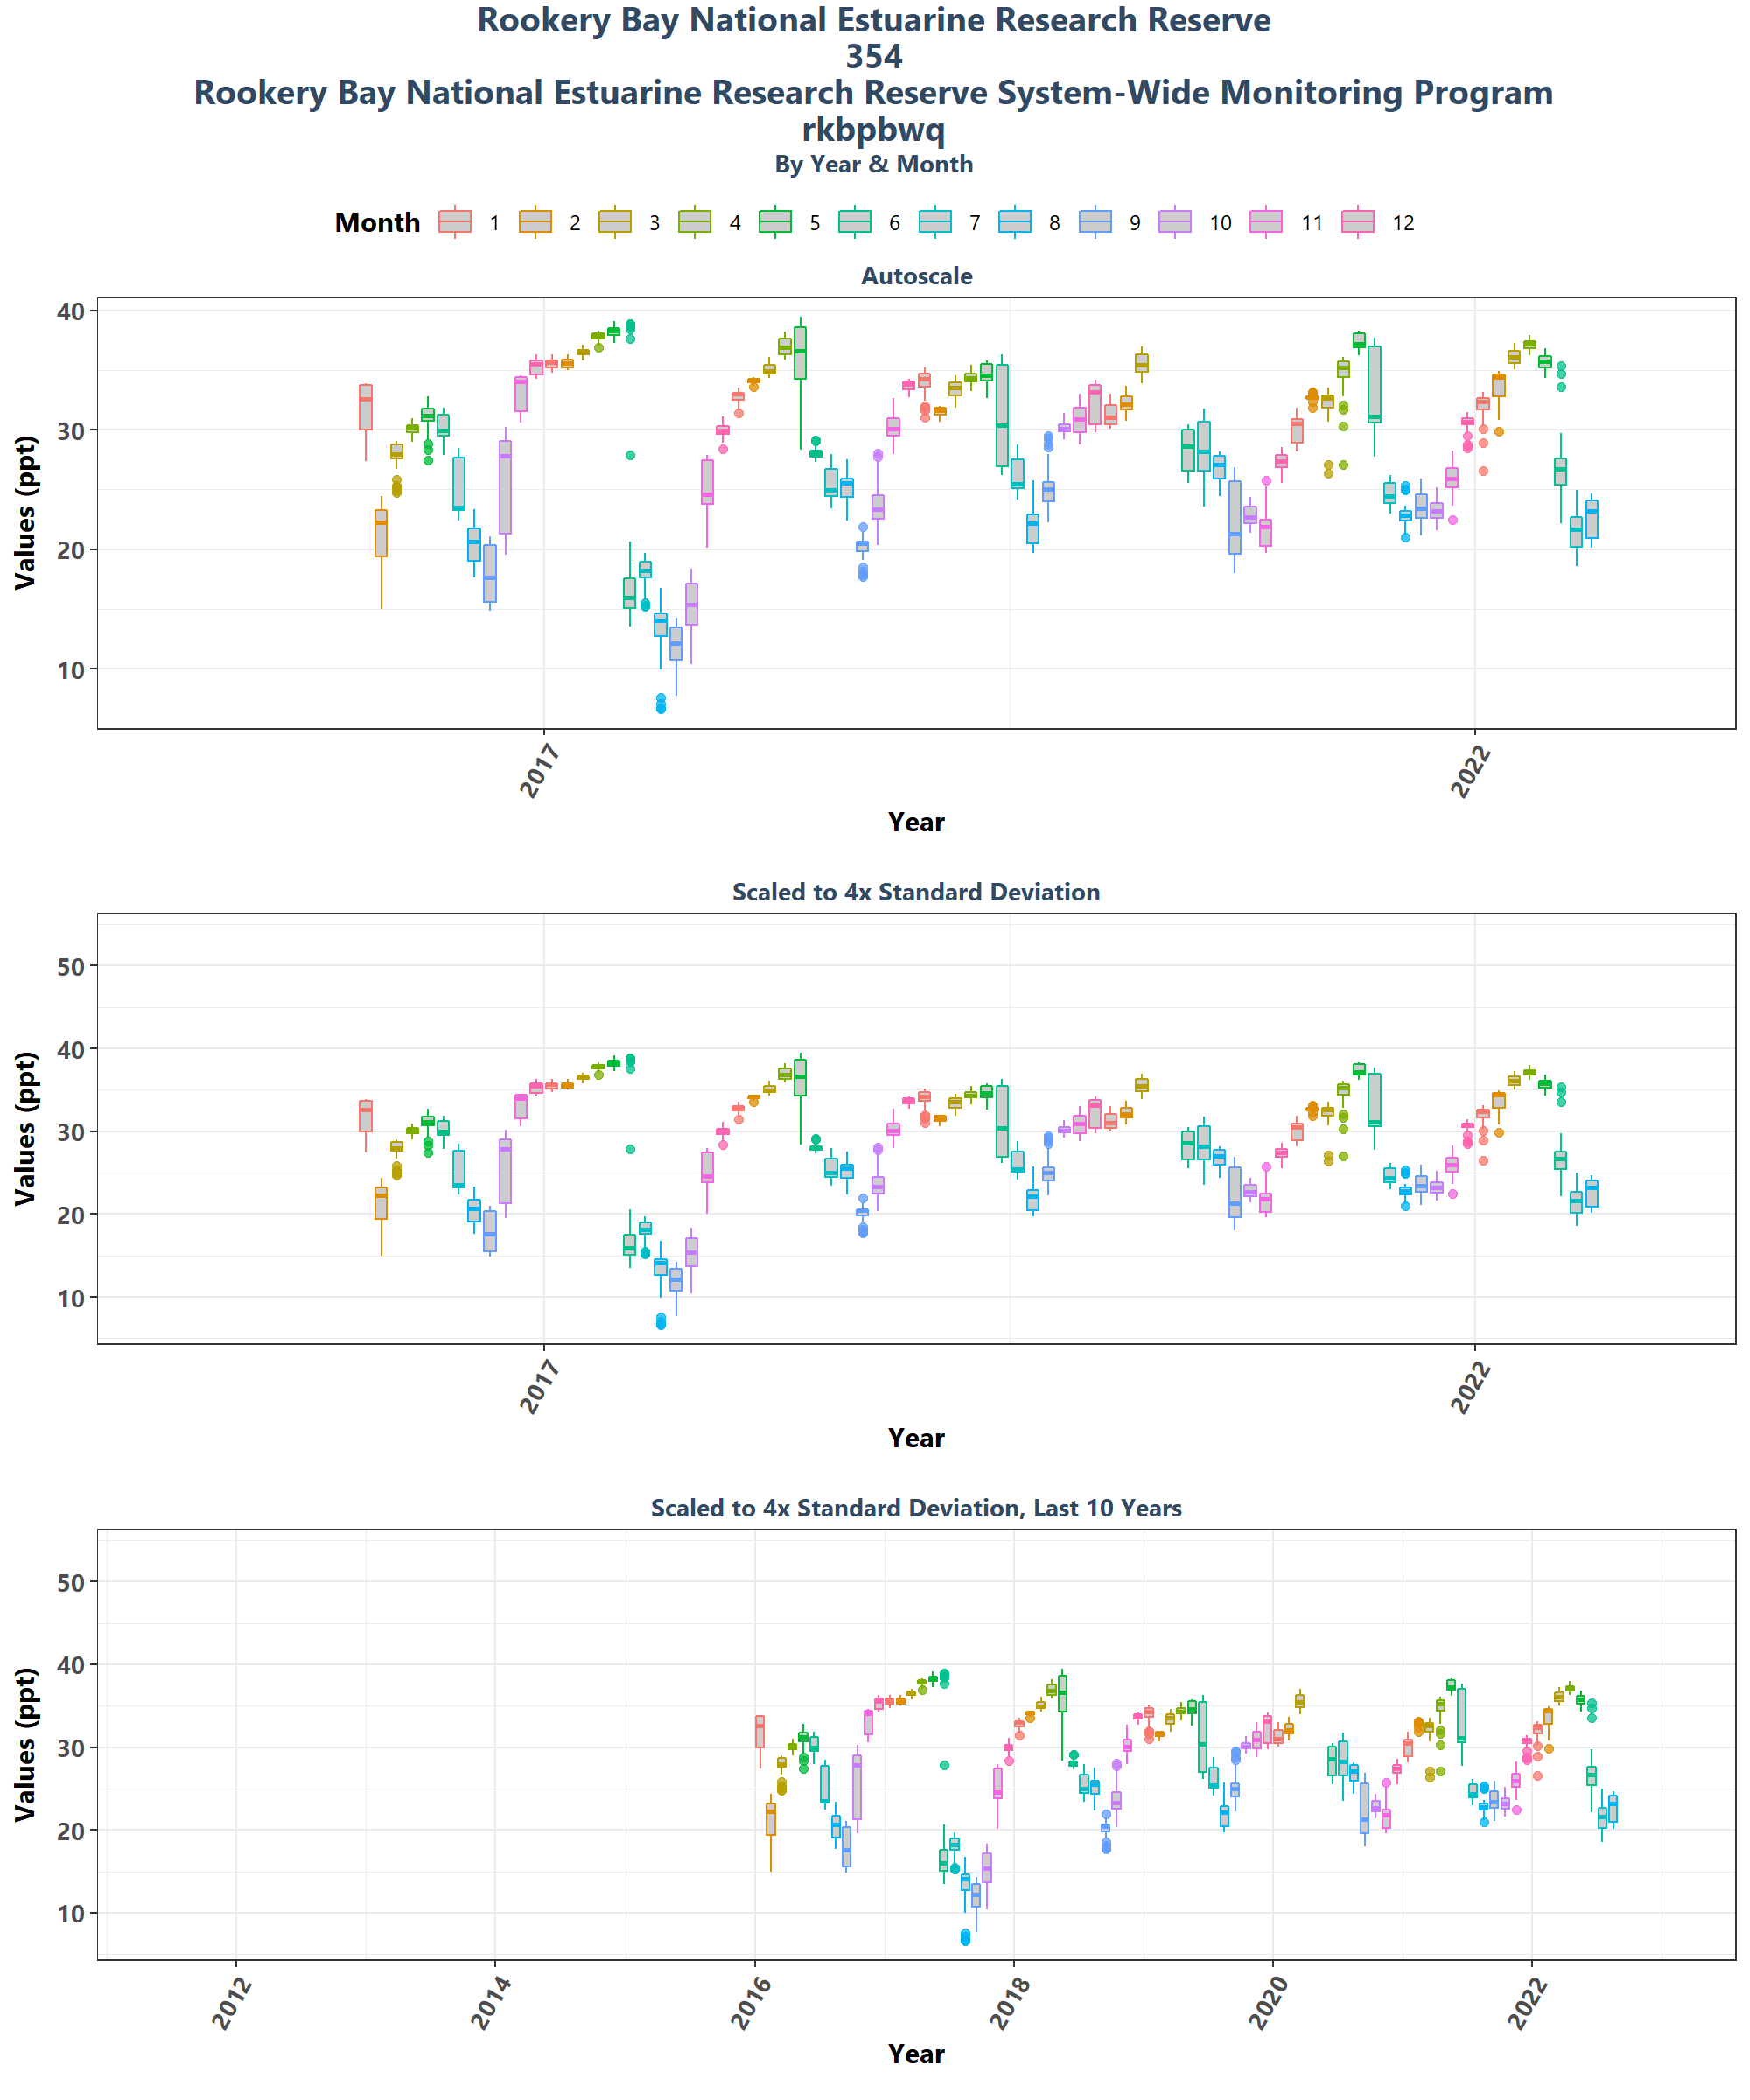 Rookery Bay National Estuarine Research Reserve
354
Rookery Bay National Estuarine Research Reserve System-Wide Monitoring Program
rkbpbwq
By Year & Month
Month 1 2 3 4 5 6 7 8 9 10 11 12
Autoscale
Values (ppt)
40
30
20
10
2017 2022
Year
Scaled to 4x Standard Deviation
Values (ppt)
50
40
30
20
10
2017 2022
Year
Scaled to 4x Standard Deviation, Last 10 Years
Values (ppt)
50
40
30
20
10
2012 2014 2016 2018 2020 2022
Year